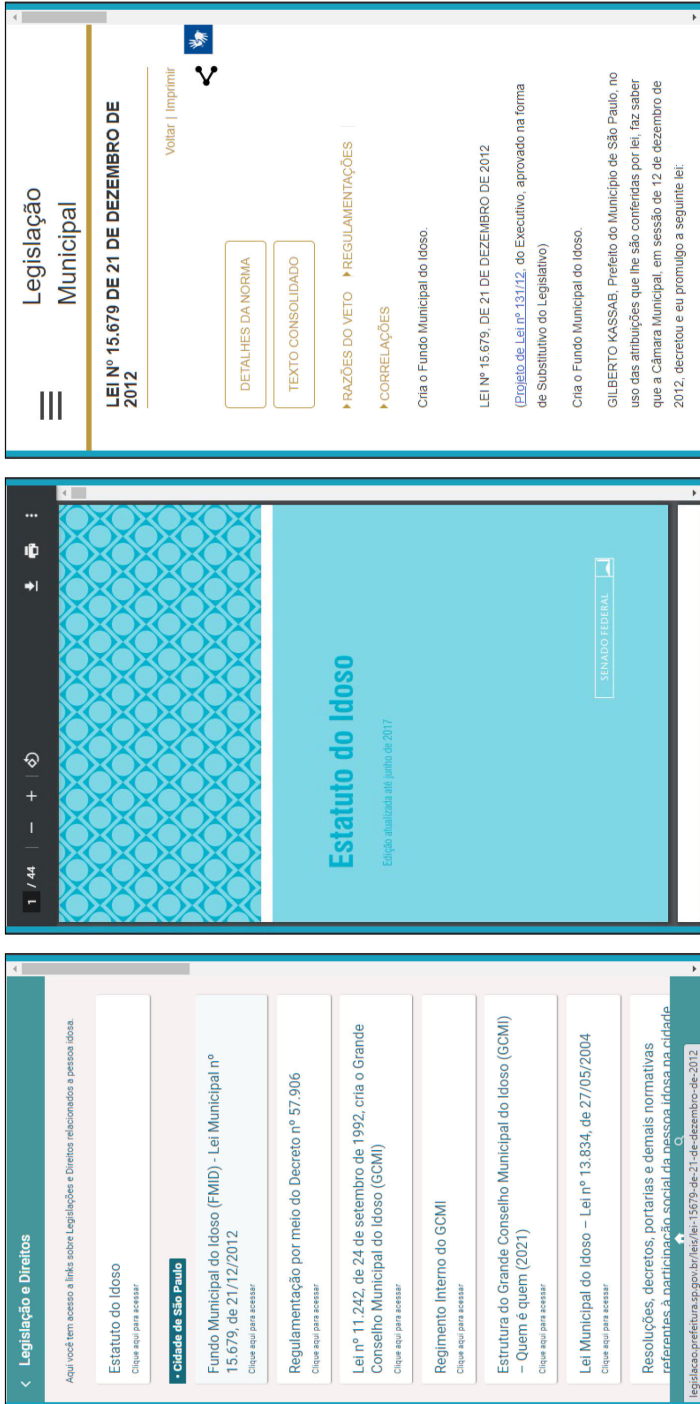 Legislação e Direitos
Aqui você tem acesso a links sobre Legislações e Direitos relacionados a pessoa idosa.
Estatuto do Idoso
Clique aqui para acessar
• Cidade de São Paulo
Fundo Municipal do Idoso (FMID) - Lei Municipal nº
15.679, de 21/12/2012
Clique aqui para acessar
Regulamentação por meio do Decreto nº 57.906
Clique aqui para acessar
Lei nº 11.242, de 24 de setembro de 1992, cria o Grande
Conselho Municipal do Idoso (GCMI)
Clique aqui para acessar
Regimento Interno do GCMI
Clique aqui para acessar
Estrutura do Grande Conselho Municipal do Idoso (GCMI)
– Quem é quem (2021)
Clique aqui para acessar
Lei Municipal do Idoso – Lei nº 13.834, de 27/05/2004
Clique aqui para acessar
Resoluções, decretos, portarias e demais normativas
referentes à participação social da pessoa idosa na cidade
legislacao.prefeitura.sp.gov.br/leis/lei-15679-de-21-de-dezembro-de-2012
1 / 44
Estatuto do Idoso
Edição atualizada até junho de 2017
SENADO FEDERAL
Legislação
Municipal
LEI Nº 15.679 DE 21 DE DEZEMBRO DE
2012
Voltar | Imprimir
DETALHES DA NORMA
TEXTO CONSOLIDADO
RAZÕES DO VETO REGULAMENTAÇÕES
CORRELAÇÕES
Cria o Fundo Municipal do Idoso.
LEI Nº 15.679, DE 21 DE DEZEMBRO DE 2012
(Projeto de Lei nº 131/12, do Executivo, aprovado na forma
de Substitutivo do Legislativo)
Cria o Fundo Municipal do Idoso.
GILBERTO KASSAB, Prefeito do Município de São Paulo, no
uso das atribuições que lhe são conferidas por lei, faz saber
que a Câmara Municipal, em sessão de 12 de dezembro de
2012, decretou e eu promulgo a seguinte lei: